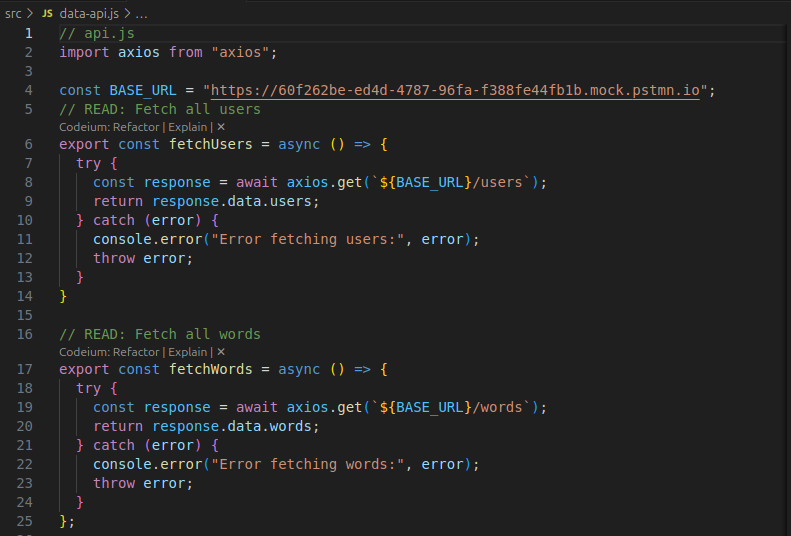 src > JS data-api.js > ...
1 // api.js
2 import axios from "axios";
3
4 const BASE_URL = "https://60f262be-ed4d-4787-96fa-f388fe44fb1b.mock.pstmn.io";
5 // READ: Fetch all users
Codeium: Refactor | Explain | ×
6 export const fetchUsers = async () => {
7   try {
8     const response = await axios.get(`${BASE_URL}/users`);
9     return response.data.users;
10   } catch (error) {
11     console.error("Error fetching users:", error);
12     throw error;
13   }
14 }
15
16 // READ: Fetch all words
Codeium: Refactor | Explain | ×
17 export const fetchWords = async () => {
18   try {
19     const response = await axios.get(`${BASE_URL}/words`);
20     return response.data.words;
21   } catch (error) {
22     console.error("Error fetching words:", error);
23     throw error;
24   }
25 };